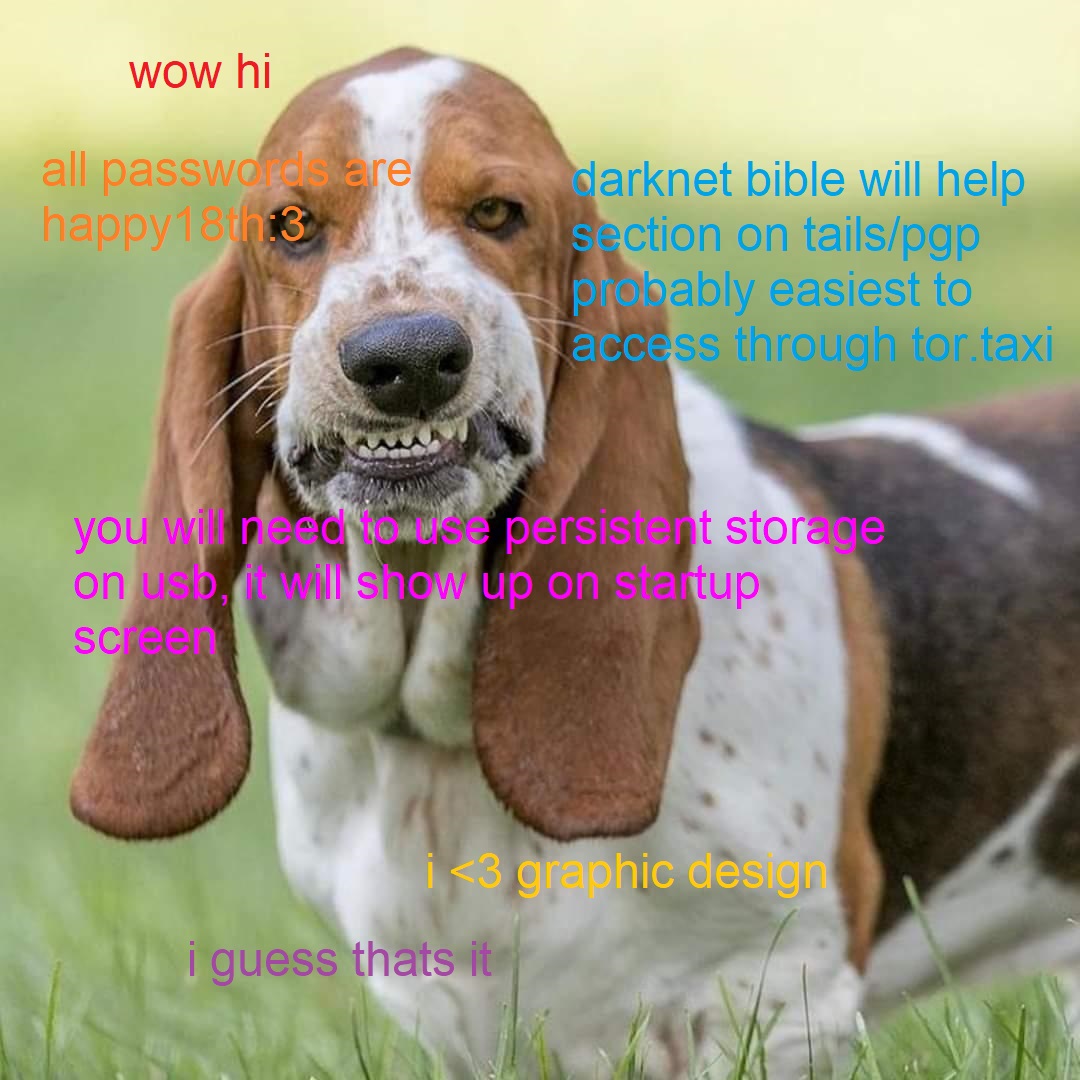 wow hi
all passwords are
happy18th:3
darknet bible will help
section on tails/pgp
probably easiest to
access through tor.taxi
you will need to use persistent storage
on usb, it will show up on startup
screen
i <3 graphic design
i guess thats it